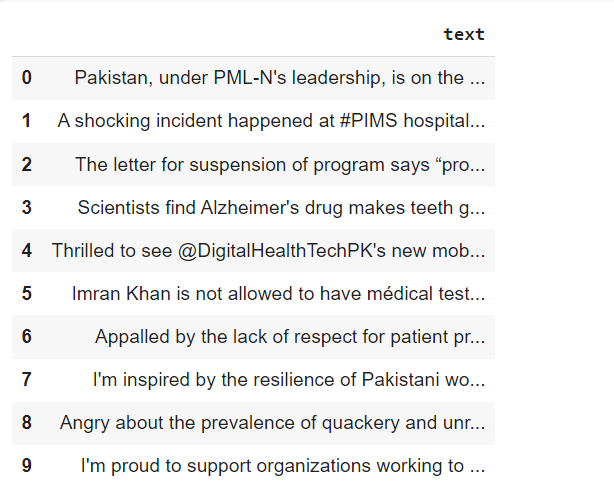 text
0 Pakistan, under PML-N's leadership, is on the ...
1 A shocking incident happened at #PIMS hospital...
2 The letter for suspension of program says “pro...
3 Scientists find Alzheimer's drug makes teeth g...
4 Thrilled to see @DigitalHealthTechPK's new mob...
5 Imran Khan is not allowed to have médical test...
6 Appalled by the lack of respect for patient pr...
7 I'm inspired by the resilience of Pakistani wo...
8 Angry about the prevalence of quackery and unr...
9 I'm proud to support organizations working to ...